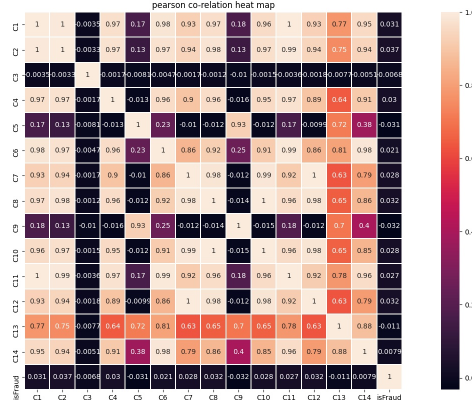 pearson co-relation heat map
C1 1 1 -0.0035 0.97 0.17 0.98 0.93 0.97 0.18 0.96 1 0.93 0.77 0.95 0.031
C2 1 1 -0.0033 0.97 0.13 0.97 0.94 0.98 0.13 0.97 0.99 0.94 0.75 0.94 0.037
C3 -0.0035 -0.0033 1 -0.0017 -0.0081 -0.0047 -0.0017 -0.0012 -0.01 -0.0015 -0.0036 -0.0018 -0.0077 -0.0051 -0.0068
C4 0.97 0.97 -0.0017 1 -0.013 0.96 0.9 0.96 -0.016 0.95 0.97 0.89 0.64 0.91 0.03
C5 0.17 0.13 -0.0081 -0.013 1 0.23 -0.01 -0.012 0.93 -0.012 0.17 -0.0099 0.72 0.38 -0.031
C6 0.98 0.97 -0.0047 0.96 0.23 1 0.86 0.92 0.25 0.91 0.99 0.86 0.81 0.98 0.021
C7 0.93 0.94 -0.0017 0.9 -0.01 0.86 1 0.98 -0.012 0.99 0.92 1 0.63 0.79 0.028
C8 0.97 0.98 -0.0012 0.96 -0.012 0.92 0.98 1 -0.014 1 0.96 0.98 0.65 0.86 0.032
C9 0.18 0.13 -0.01 -0.016 0.93 0.25 -0.012 -0.014 1 -0.015 0.18 -0.012 0.7 0.4 -0.032
C10 0.96 0.97 -0.0015 0.95 -0.012 0.91 0.99 1 -0.015 1 0.96 0.98 0.65 0.85 0.028
C11 1 0.99 -0.0036 0.97 0.17 0.99 0.92 0.96 0.18 0.96 1 0.92 0.78 0.96 0.027
C12 0.93 0.94 -0.0018 0.89 -0.0099 0.86 1 0.98 -0.012 0.98 0.92 1 0.63 0.79 0.032
C13 0.77 0.75 -0.0077 0.64 0.72 0.81 0.63 0.65 0.7 0.65 0.78 0.63 1 0.88 -0.011
C14 0.95 0.94 -0.0051 0.91 0.38 0.98 0.79 0.86 0.4 0.85 0.96 0.79 0.88 1 0.0079
isFraud 0.031 0.037 -0.0068 0.03 -0.031 0.021 0.028 0.032 -0.032 0.028 0.027 0.032 -0.011 0.0079 1
C1 C2 C3 C4 C5 C6 C7 C8 C9 C10 C11 C12 C13 C14 isFraud